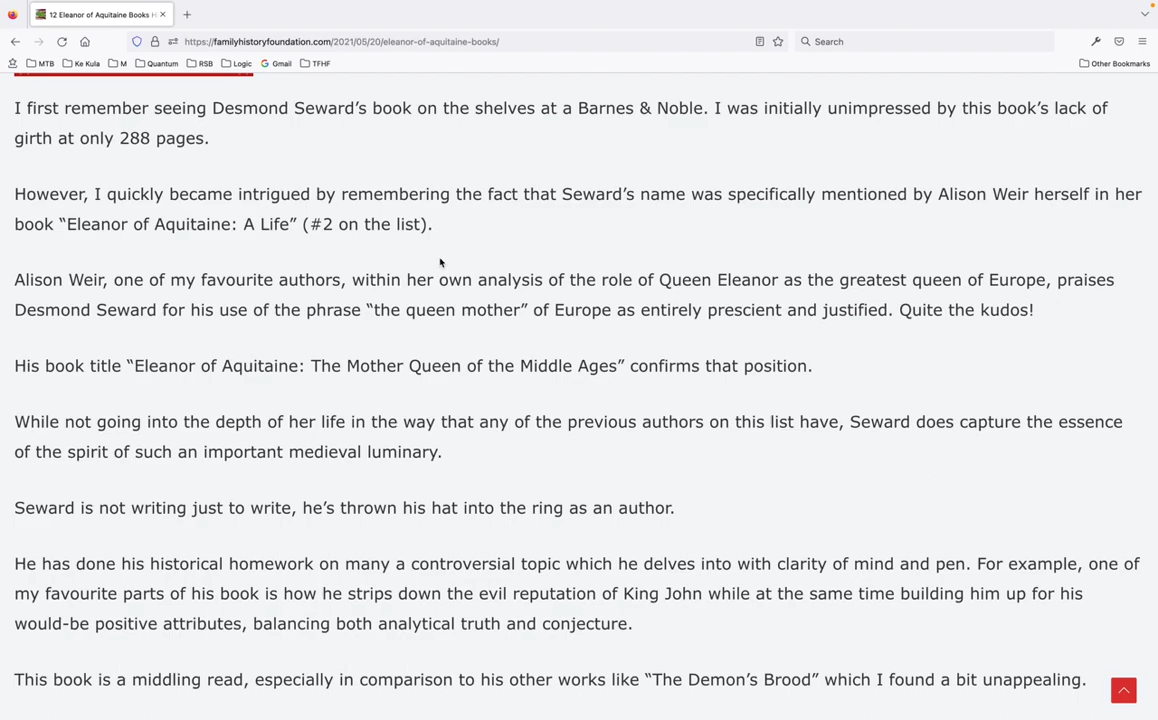 12 Eleanor of Aquitaine Books H
https://familyhistoryfoundation.com/2021/05/20/eleanor-of-aquitaine-books/
Search
MTB Ke Kula M Quantum RSB Logic Gmail TFHF Other Bookmarks
I first remember seeing Desmond Seward’s book on the shelves at a Barnes & Noble. I was initially unimpressed by this book’s lack of
girth at only 288 pages.
However, I quickly became intrigued by remembering the fact that Seward’s name was specifically mentioned by Alison Weir herself in her
book “Eleanor of Aquitaine: A Life” (#2 on the list).
Alison Weir, one of my favourite authors, within her own analysis of the role of Queen Eleanor as the greatest queen of Europe, praises
Desmond Seward for his use of the phrase “the queen mother” of Europe as entirely prescient and justified. Quite the kudos!
His book title “Eleanor of Aquitaine: The Mother Queen of the Middle Ages” confirms that position.
While not going into the depth of her life in the way that any of the previous authors on this list have, Seward does capture the essence
of the spirit of such an important medieval luminary.
Seward is not writing just to write, he’s thrown his hat into the ring as an author.
He has done his historical homework on many a controversial topic which he delves into with clarity of mind and pen. For example, one of
my favourite parts of his book is how he strips down the evil reputation of King John while at the same time building him up for his
would-be positive attributes, balancing both analytical truth and conjecture.
This book is a middling read, especially in comparison to his other works like “The Demon’s Brood” which I found a bit unappealing.